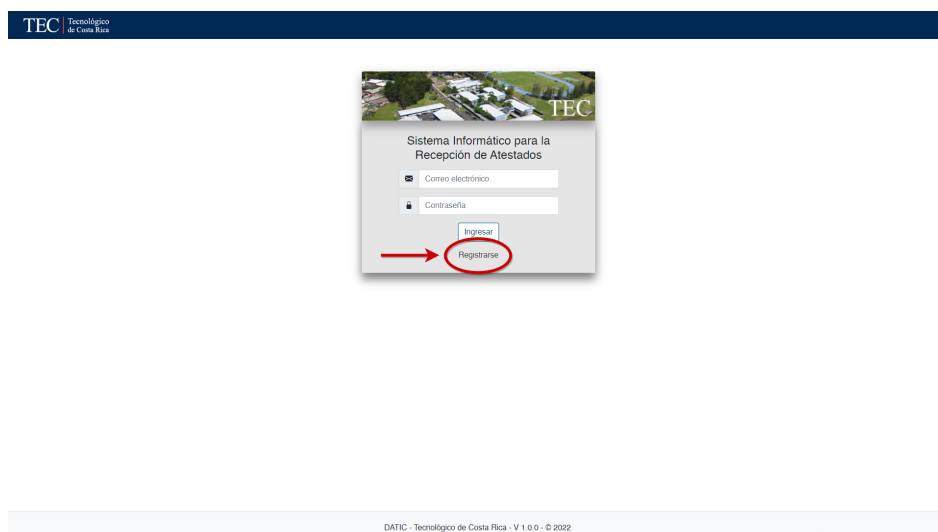 TEC Tecnológico
de Costa Rica
TEC
Sistema Informático para la
Recepción de Atestados
Correo electrónico
Contraseña
Ingresar
Registrarse
DATIC - Tecnológico de Costa Rica - V 1.0.0 - © 2022